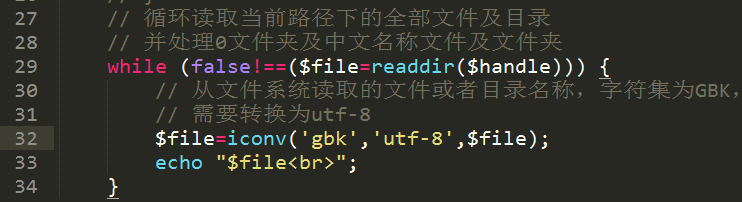 27 // 循环读取当前路径下的全部文件及目录
28 // 并处理0文件夹及中文名称文件及文件夹
29 while (false!==($file=readdir($handle))) {
30 // 从文件系统读取的文件或者目录名称，字符集为GBK，
31 // 需要转换为utf-8
32 $file=iconv('gbk','utf-8',$file);
33 echo "$file<br>";
34 }